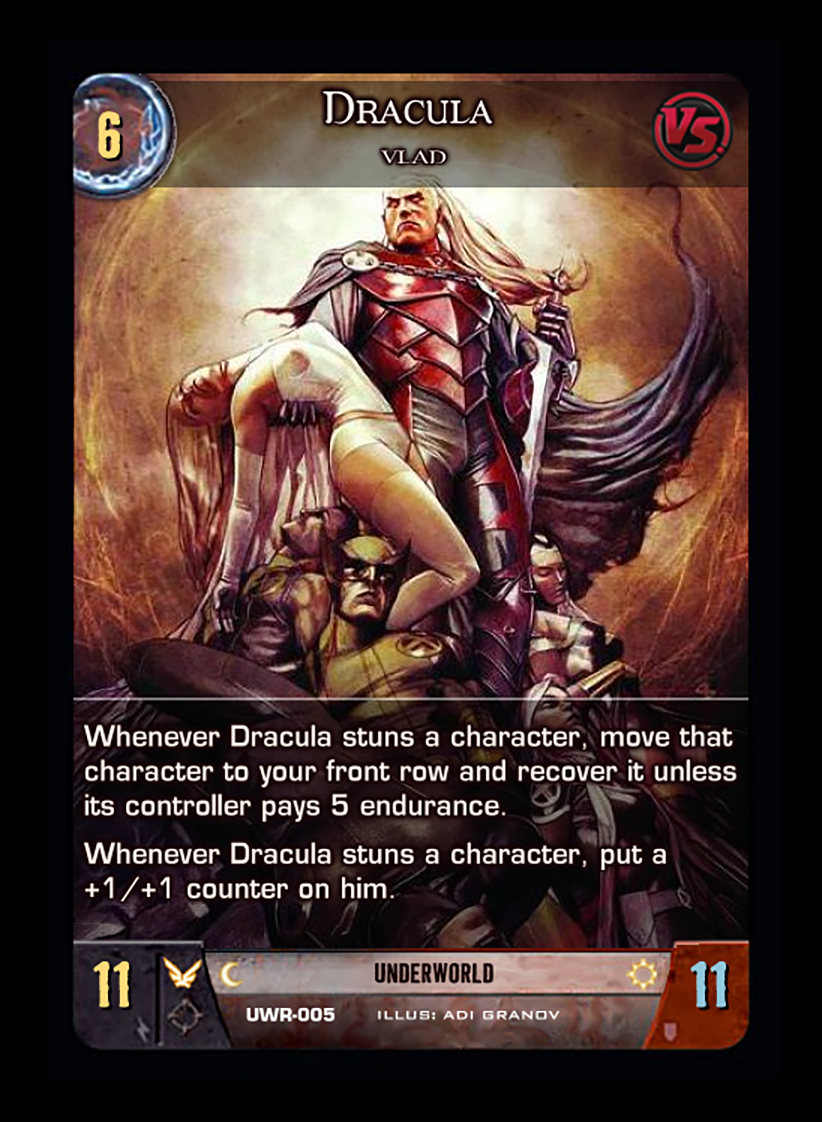 6
DRACULA
VLAD
VS.
Whenever Dracula stuns a character, move that
character to your front row and recover it unless
its controller pays 5 endurance.
Whenever Dracula stuns a character, put a
+1/+1 counter on him.
11
UNDERWORLD
11
UWR-005
ILLUS: ADI GRANOV